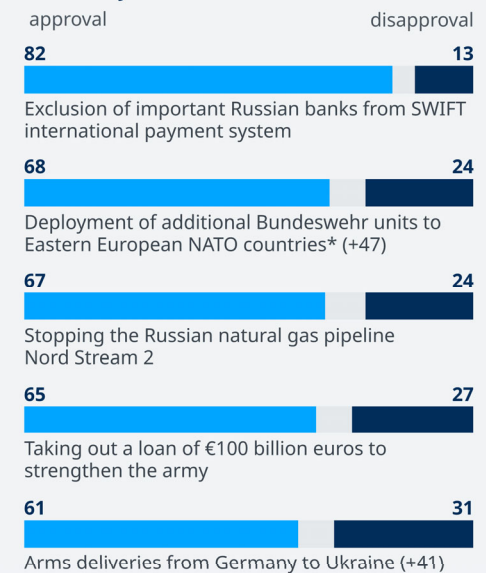 approval disapproval
82 13
Exclusion of important Russian banks from SWIFT
international payment system
68 24
Deployment of additional Bundeswehr units to
Eastern European NATO countries* (+47)
67 24
Stopping the Russian natural gas pipeline
Nord Stream 2
65 27
Taking out a loan of €100 billion euros to
strengthen the army
61 31
Arms deliveries from Germany to Ukraine (+41)